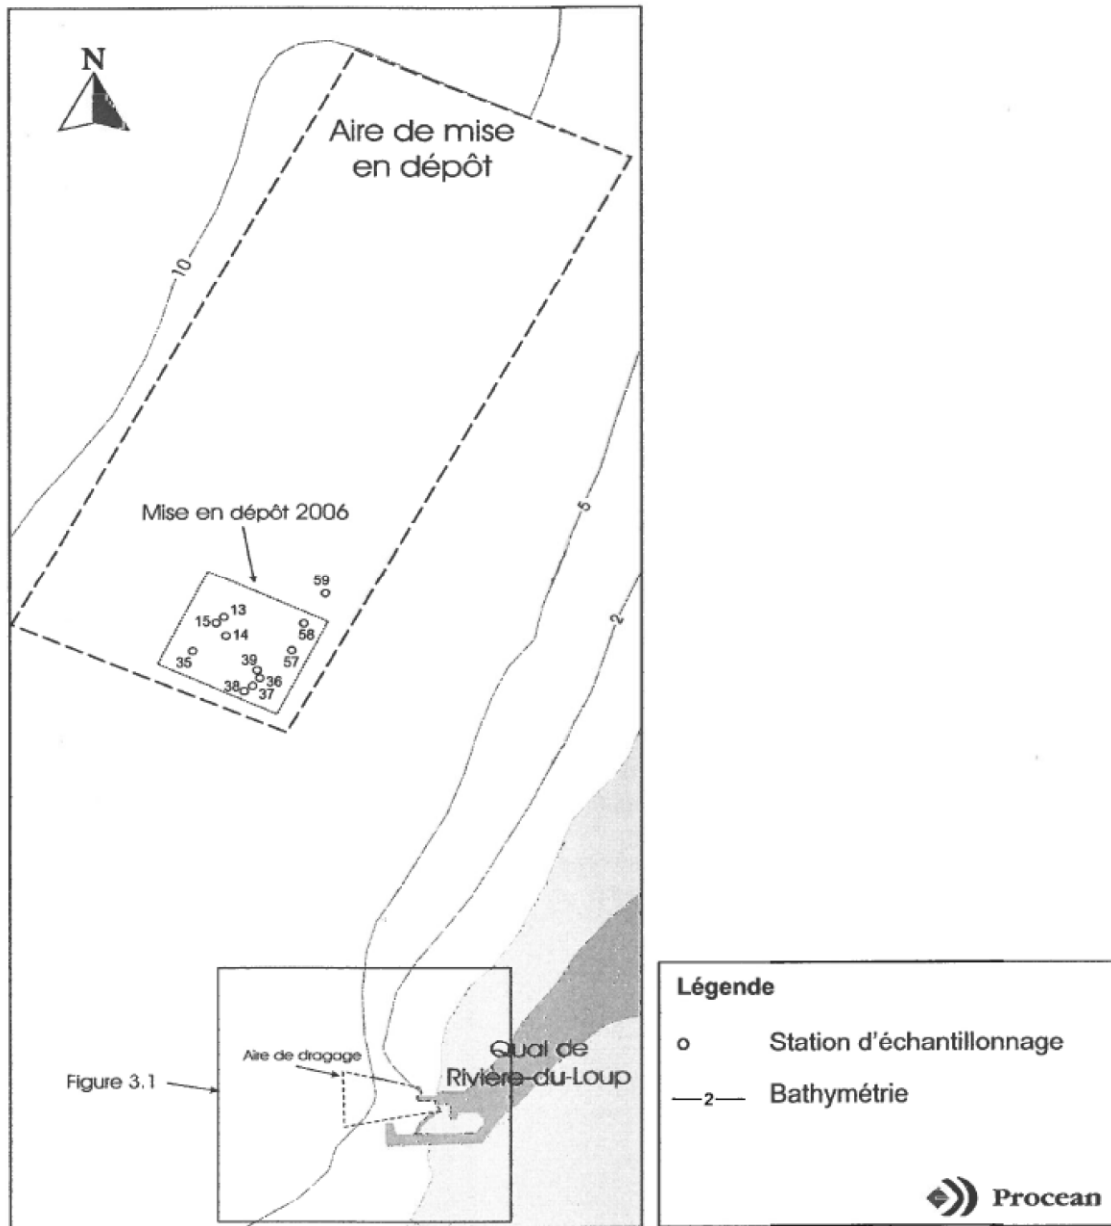 N
Aire de mise
en dépôt
10
5
2
Mise en dépôt 2006
59
13
15
58
14
57
35
39
36
38
37
Aire de dragage
Quai de
Rivière-du-Loup
Figure 3.1
Légende
Station d'échantillonnage
2
Bathymétrie
Procean